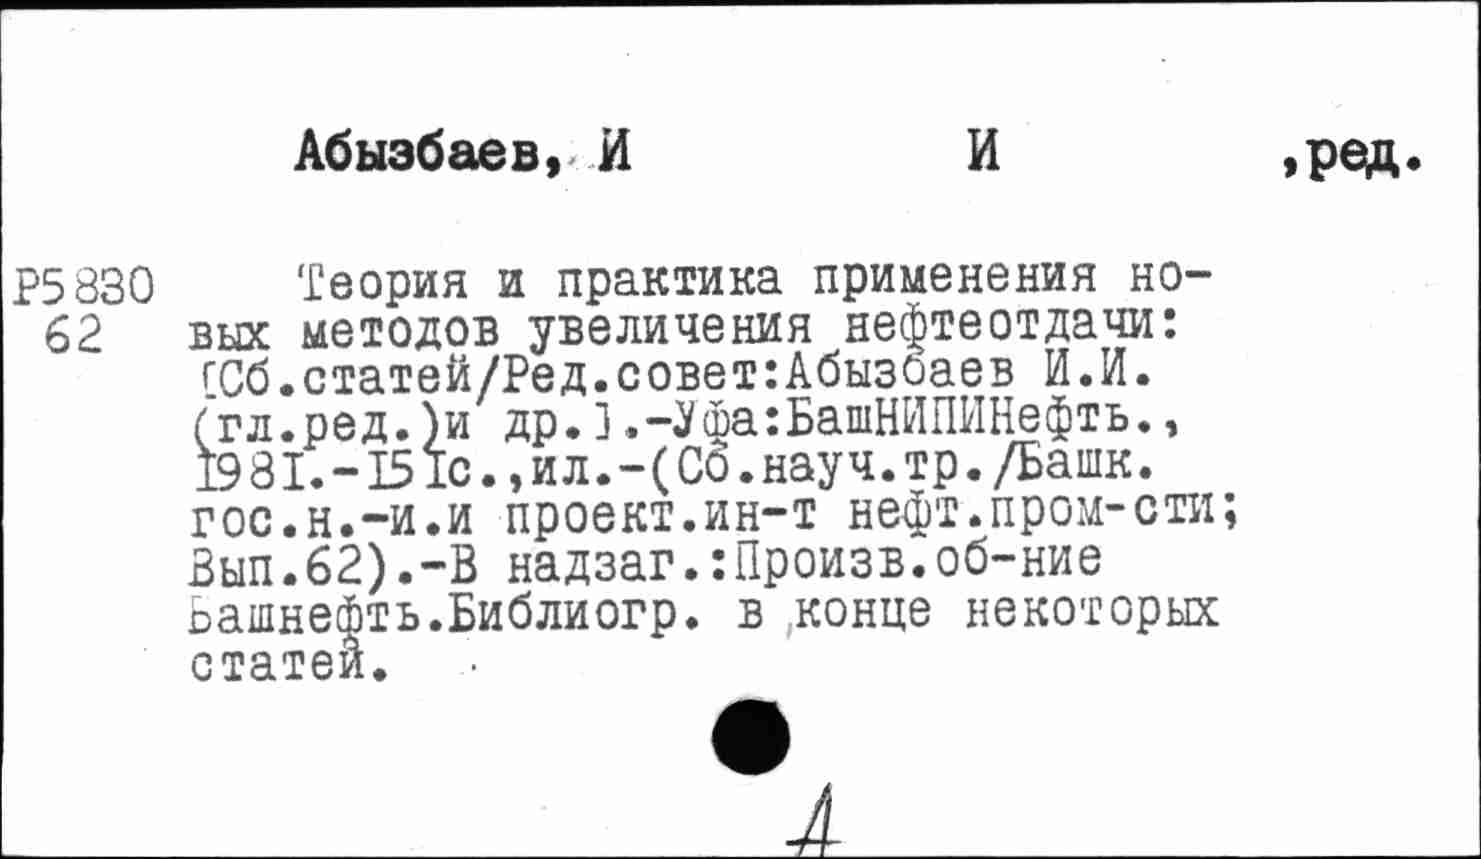 Абызбаев, И И ,ред.
Р5830 Теория и практика применения но-
62 вых методов увеличения нефтеотдачи:
[Сб.статей/Ред.совет:Абызбаев И.И.
(гл.ред.)и др.].-Уфа:БашНИПИНефть.,
1981.-151с.,ил.-(Сб.науч.тр./Башк.
гос.н.-и.и проект.ин-т нефт.пром-сти;
Вып.62).-В надзаг.:Произв.об-ние
Башнефть.Библиогр. в конце некоторых
статей.
А